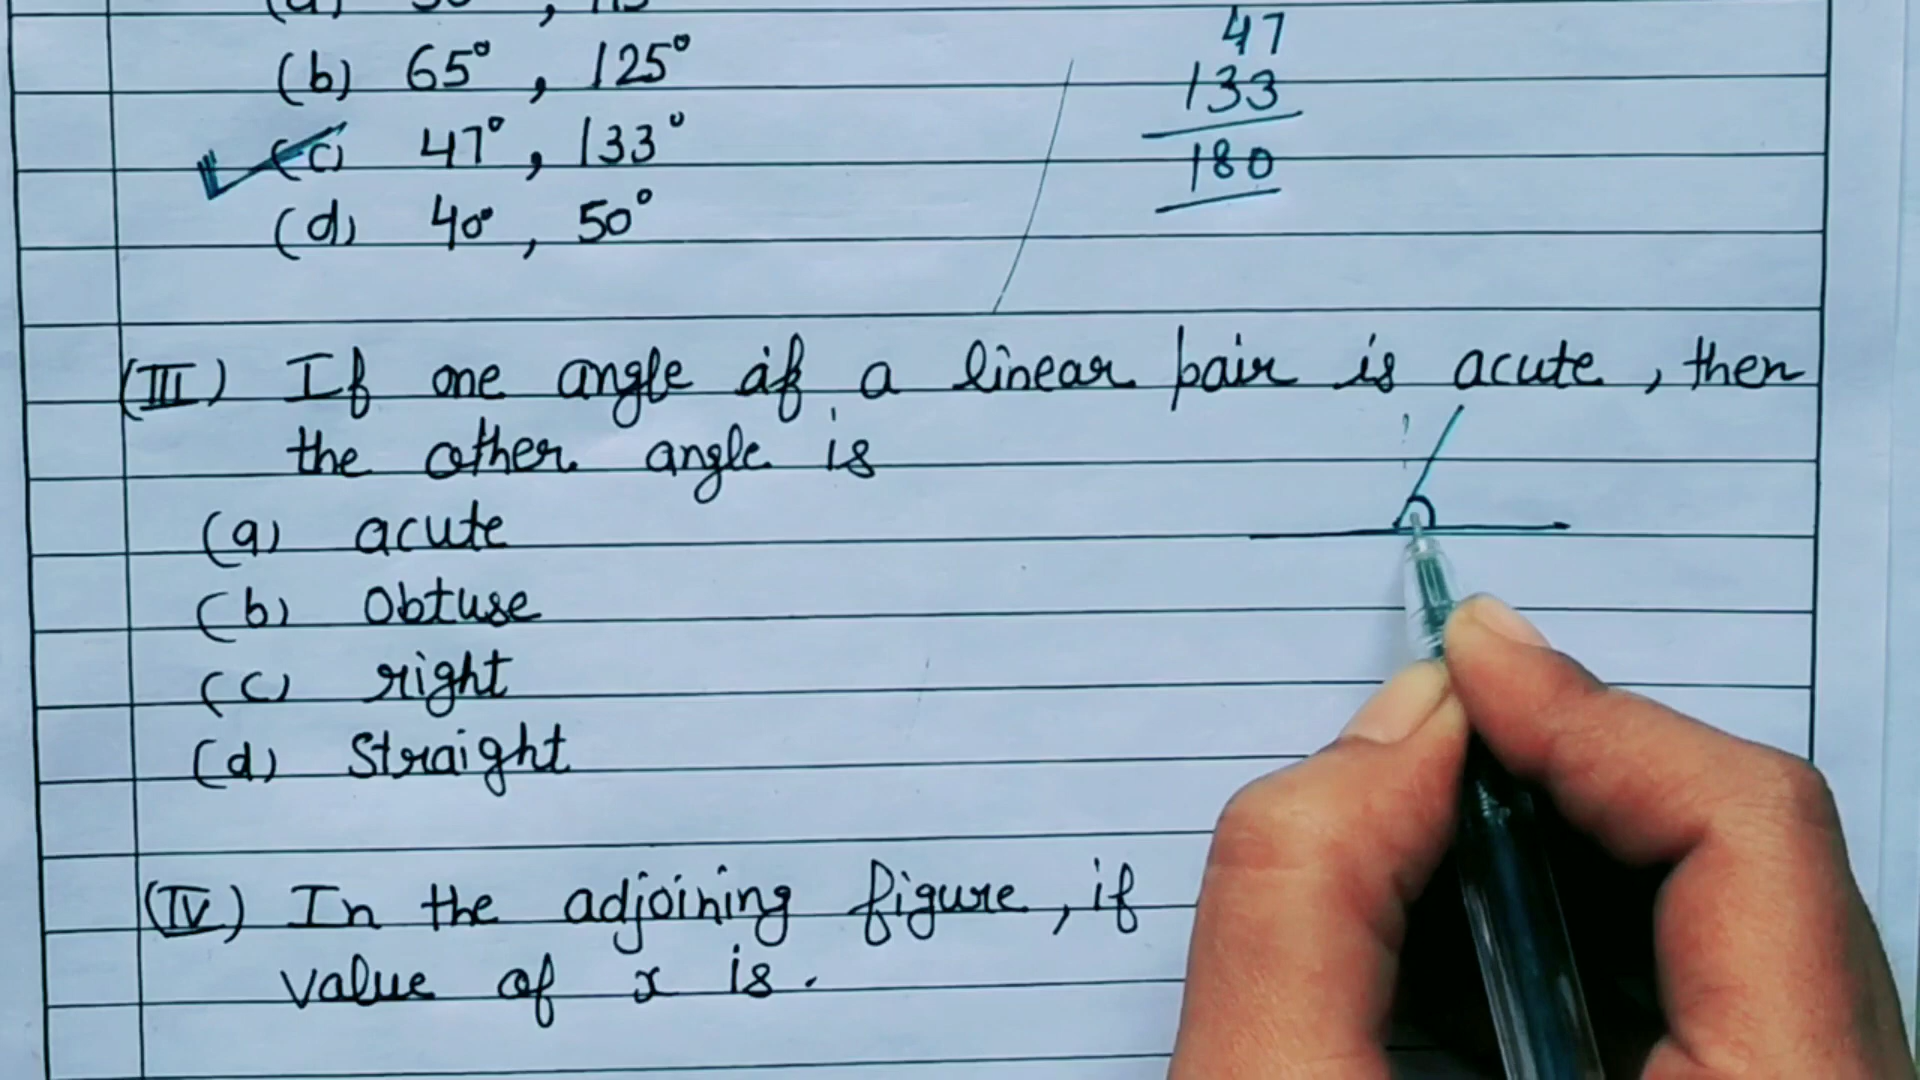 (b) 65° , 125°
(c) 47° , 133°
(d) 40° , 50°
47
133
180
(III) If one angle of a linear pair is acute , then
the other angle is
(a) acute
(b) Obtuse
(c) right
(d) Straight
(IV) In the adjoining figure , if
value of x is .